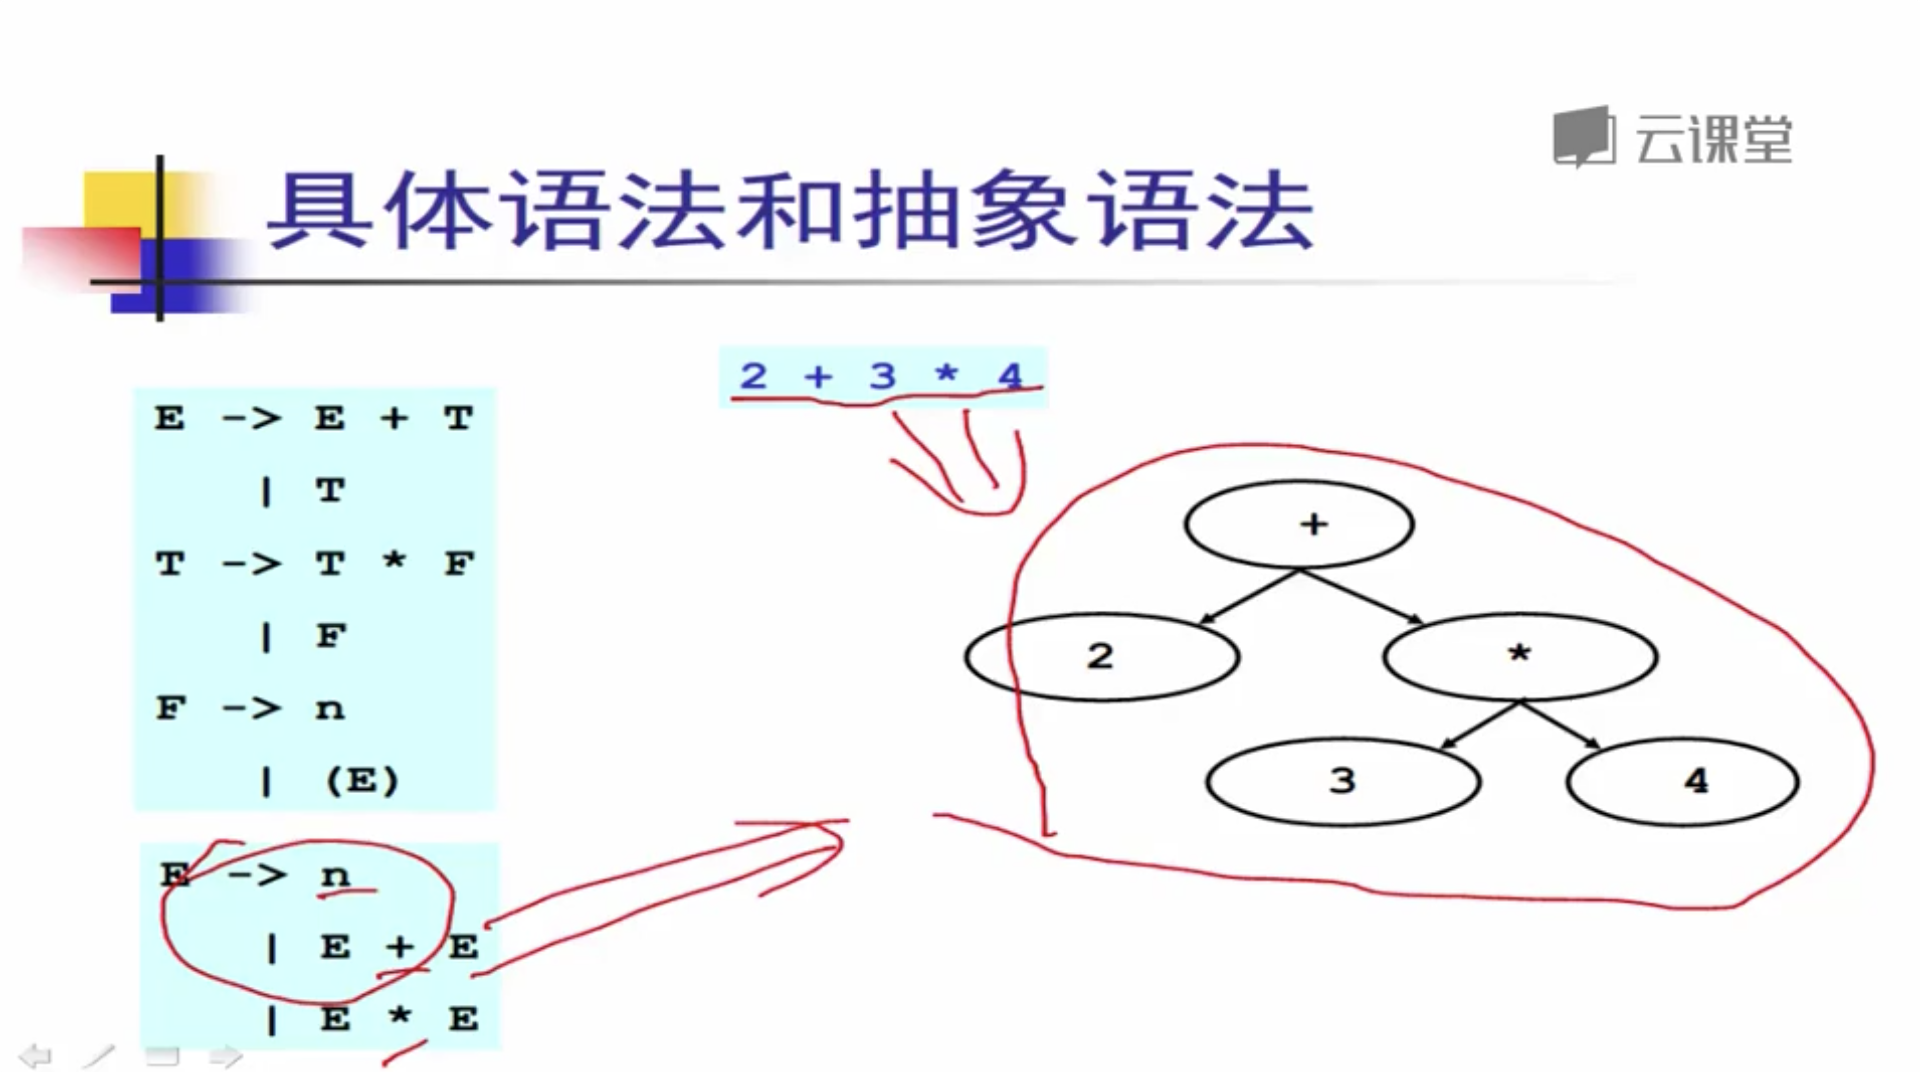 云课堂
具体语法和抽象语法
2 + 3 * 4
E -> E + T
| T
T -> T * F
| F
F -> n
| (E)
E -> n
| E + E
| E * E
+
2
*
3
4